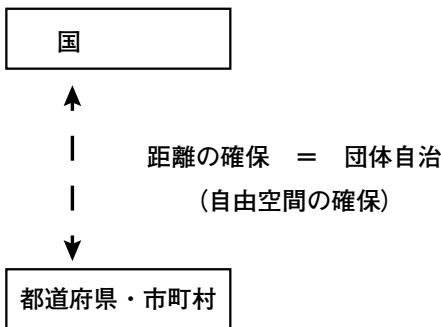 国
距離の確保　＝　団体自治
（自由空間の確保）
都道府県・市町村